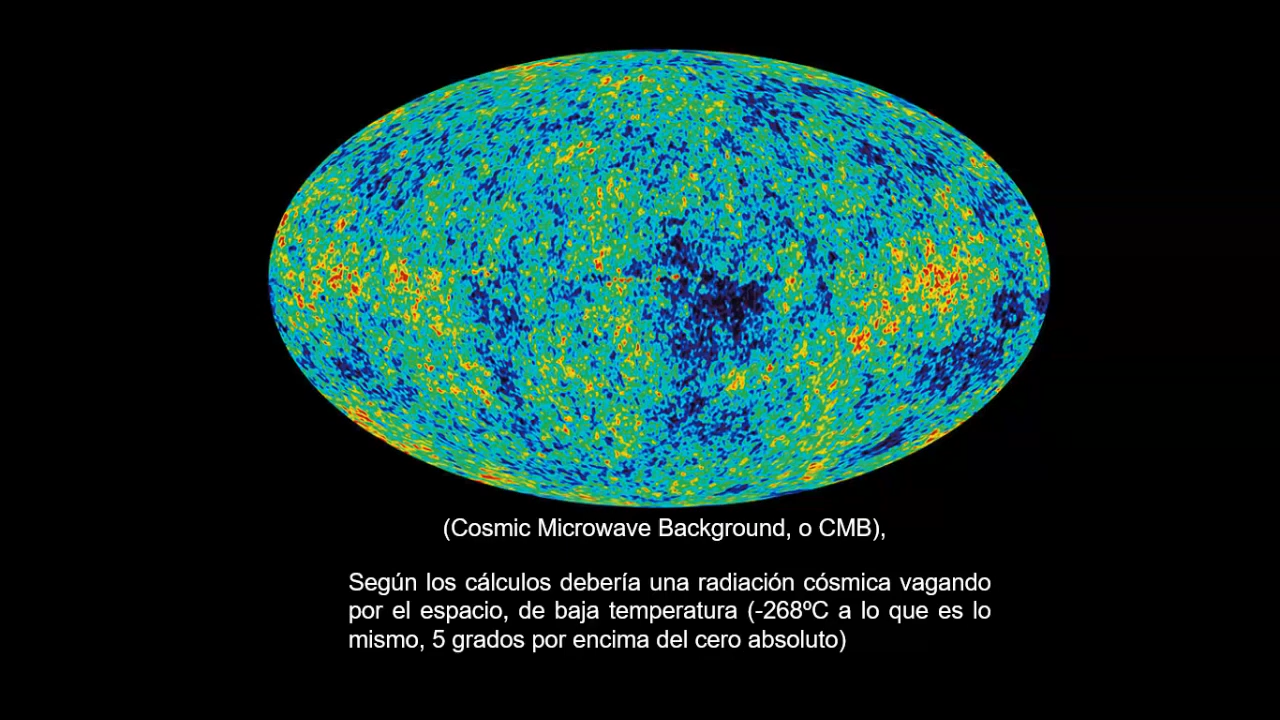 (Cosmic Microwave Background, o CMB),
Según los cálculos debería una radiación cósmica vagando
por el espacio, de baja temperatura (-268ºC a lo que es lo
mismo, 5 grados por encima del cero absoluto)